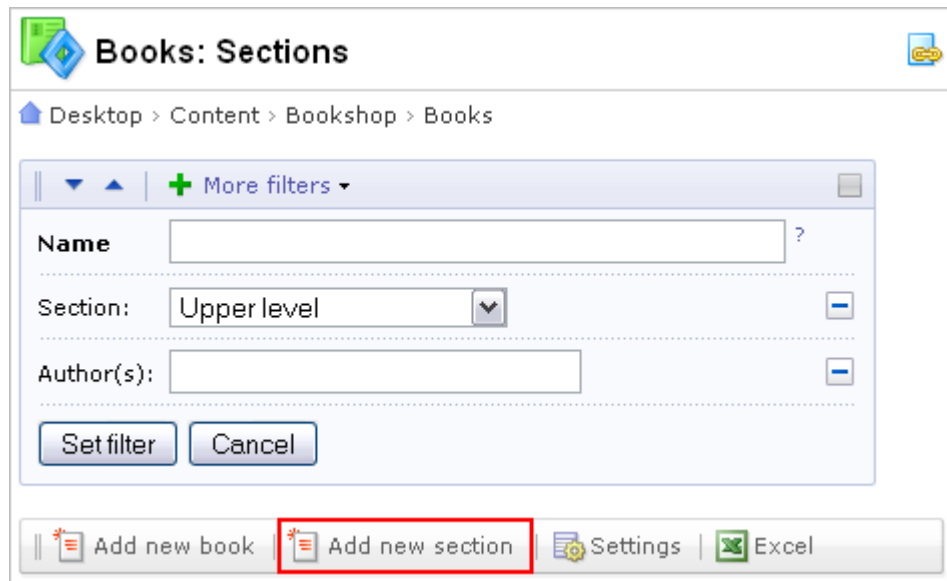 Books: Sections
Desktop > Content > Bookshop > Books
More filters
Name ?
Section: Upper level
Author(s):
Set filter Cancel
Add new book | Add new section | Settings | Excel